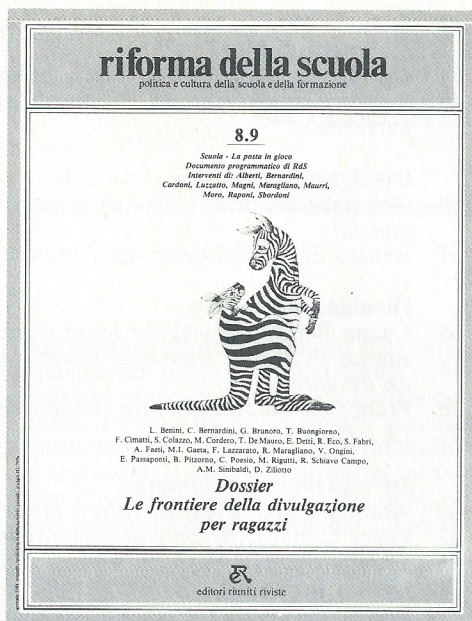 riforma della scuola
politica e cultura della scuola e della formazione
8.9
Scuola - La posta in gioco
Documento programmatico di RdS
Interventi di: Alberti, Bernardini,
Cardoni, Luzzatto, Magni, Maragliano, Maurri,
Moro, Raponi, Sbordoni
L. Benini, C. Bernardini, G. Brunoro, T. Buongiorno,
F. Cimatti, S. Colazzo, M. Cordero, T. De Mauro, E. Detti, R. Eco, S. Fabri,
A. Faeti, M.I. Gaeta, F. Lazzarato, R. Maragliano, V. Ongini,
E. Passaponti, B. Pitzorno, C. Poesio, M. Rigutti, R. Schiavo Campo,
A.M. Sinibaldi, D. Ziliotto
Dossier
Le frontiere della divulgazione
per ragazzi
editori riuniti riviste